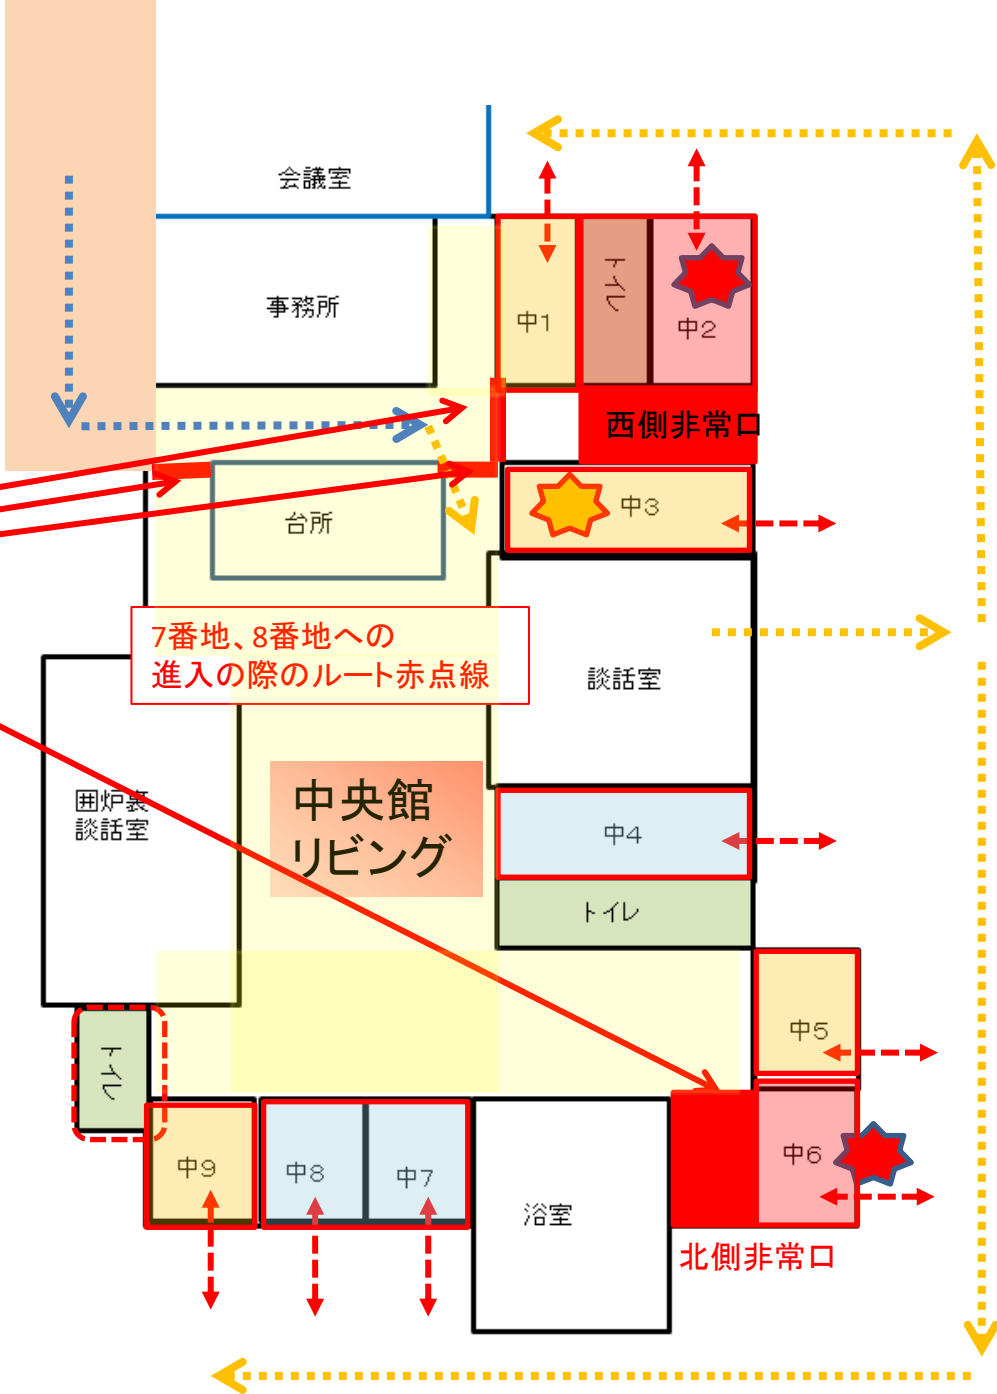 会議室
事務所
中1
トイレ
中2
西側非常口
中3
台所
7番地、8番地への
進入の際のルート赤点線
談話室
中央館
リビング
囲炉裏
談話室
中4
トイレ
中5
トイレ
中6
中9
中8
中7
浴室
北側非常口